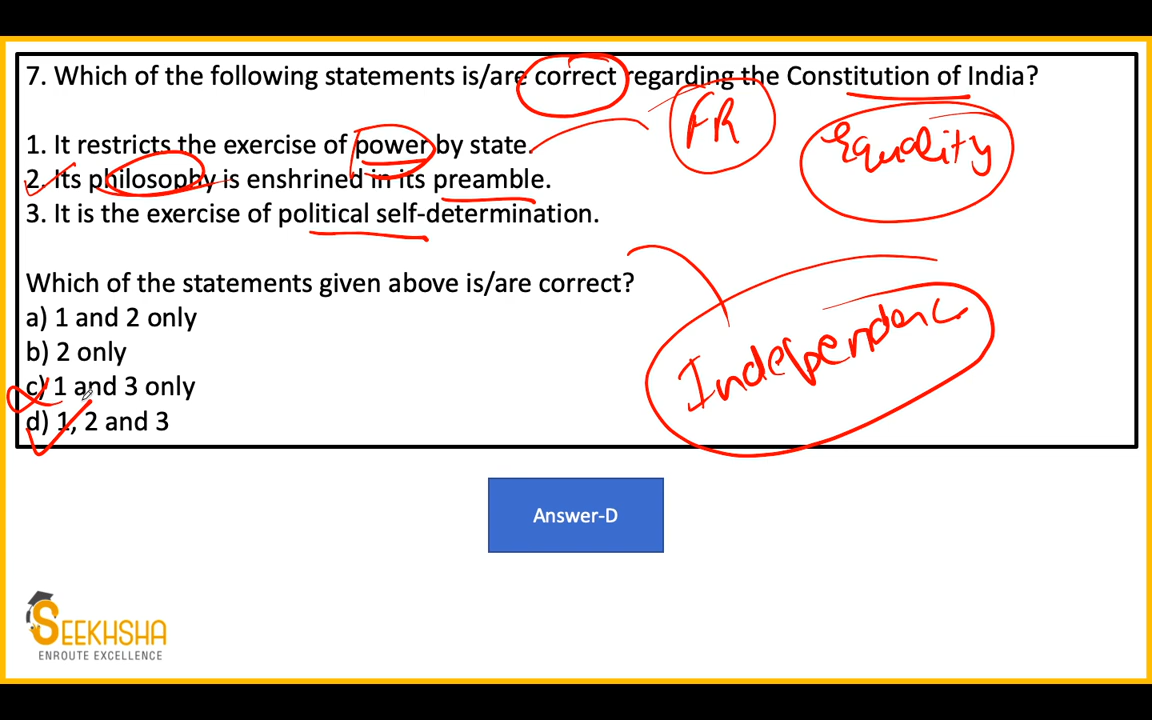 7. Which of the following statements is/are correct regarding the Constitution of India?
FR
Equality
1. It restricts the exercise of power by state.
2. Its philosophy is enshrined in its preamble.
3. It is the exercise of political self-determination.
Which of the statements given above is/are correct?
a) 1 and 2 only
b) 2 only
c) 1 and 3 only
d) 1, 2 and 3
Independenc
Answer-D
SEEKHSHA
ENROUTE EXCELLENCE